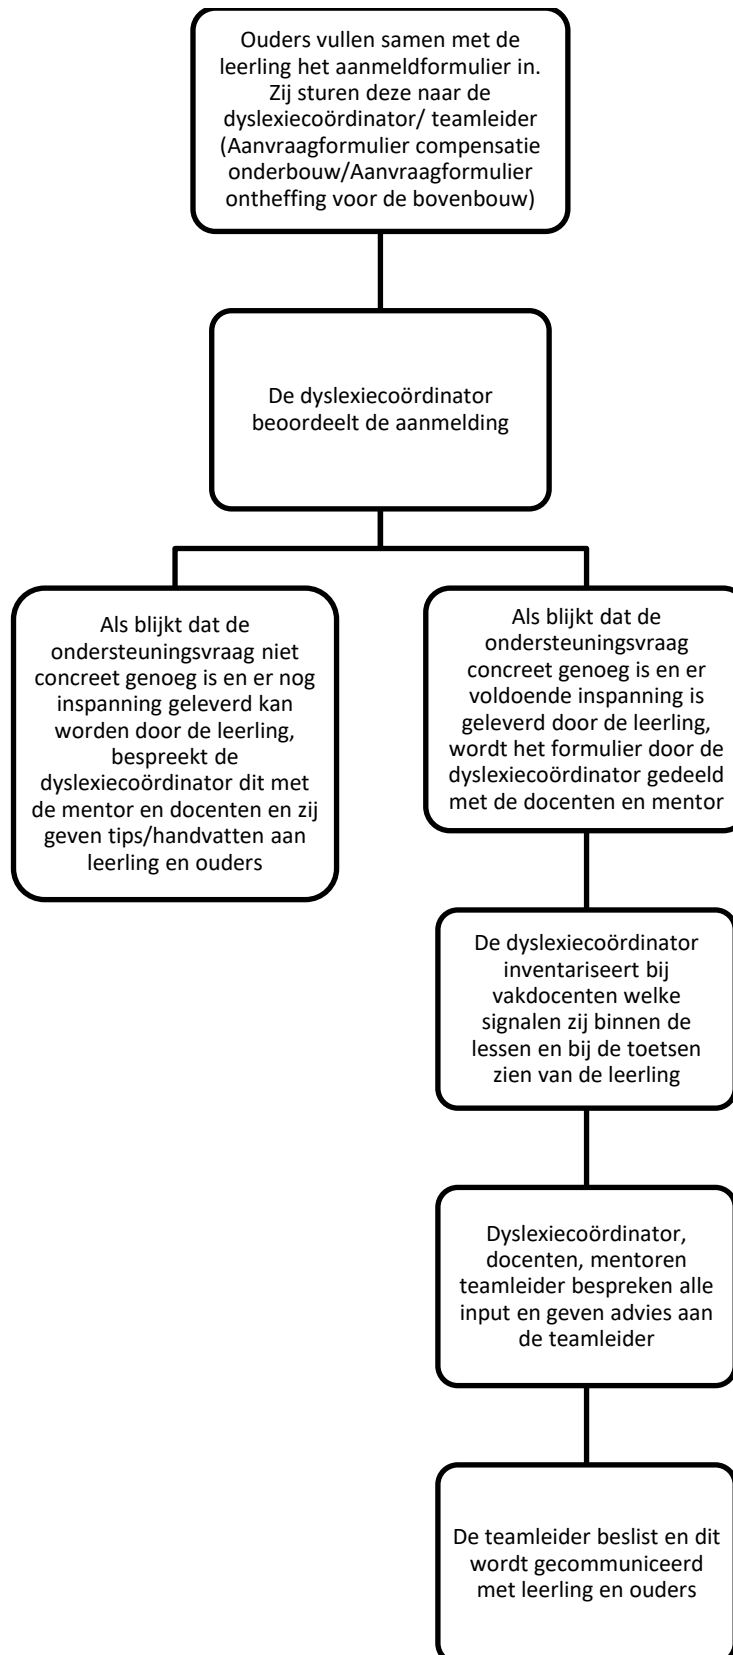 Ouders vullen samen met de
leerling het aanmeldformulier in.
Zij sturen deze naar de
dyslexiecoördinator/ teamleider
(Aanvraagformulier compensatie
onderbouw/Aanvraagformulier
ontheffing voor de bovenbouw)
De dyslexiecoördinator
beoordeelt de aanmelding
Als blijkt dat de
ondersteuningsvraag niet
concreet genoeg is en er nog
inspanning geleverd kan
worden door de leerling,
bespreekt de
dyslexiecoördinator dit met
de mentor en docenten en zij
geven tips/handvatten aan
leerling en ouders
Als blijkt dat de
ondersteuningsvraag
concreet genoeg is en er
voldoende inspanning is
geleverd door de leerling,
wordt het formulier door de
dyslexiecoördinator gedeeld
met de docenten en mentor
De dyslexiecoördinator
inventariseert bij
vakdocenten welke
signalen zij binnen de
lessen en bij de toetsen
zien van de leerling
Dyslexiecoördinator,
docenten, mentoren
teamleider bespreken alle
input en geven advies aan
de teamleider
De teamleider beslist en dit
wordt gecommuniceerd
met leerling en ouders